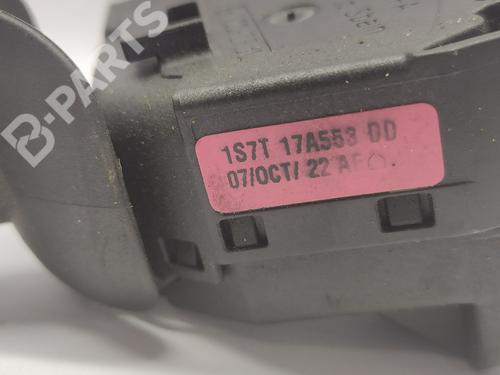 B-PARTS
1S7T 17A553 DD
07/OCT/ 22 AF